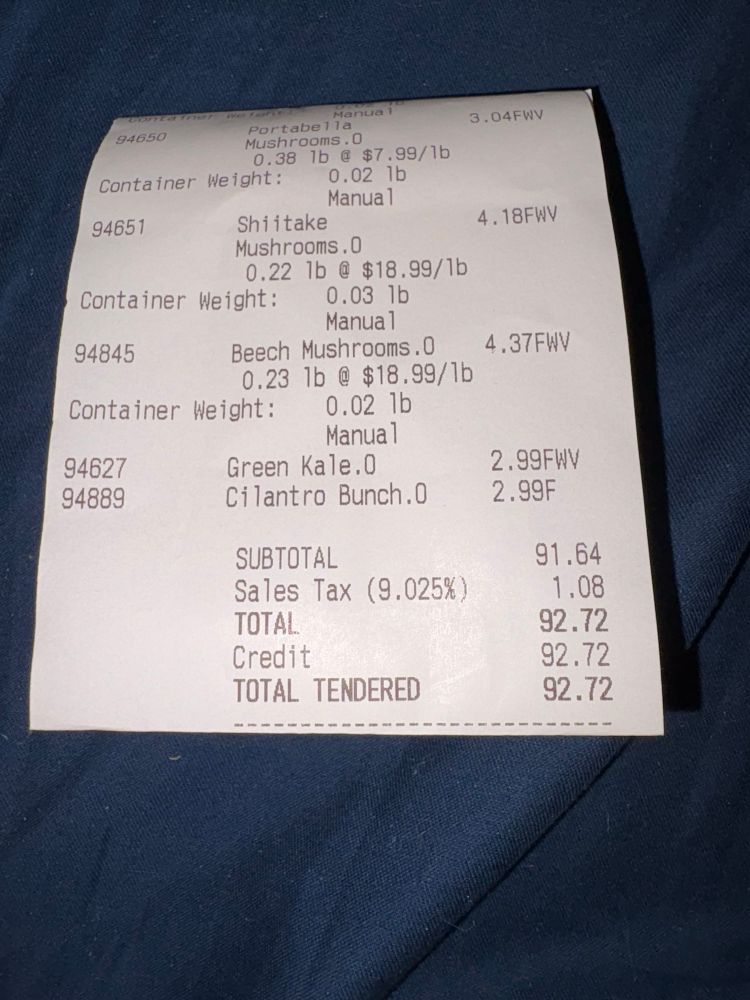 Container Weight: 0.02 lb
Manual
94650 Portabella 3.04FWV
Mushrooms.O
0.38 lb @ $7.99/lb
Container Weight: 0.02 lb
Manual
94651 Shiitake 4.18FWV
Mushrooms.O
0.22 lb @ $18.99/lb
Container Weight: 0.03 lb
Manual
94845 Beech Mushrooms.O 4.37FWV
0.23 lb @ $18.99/lb
Container Weight: 0.02 lb
Manual
94627 Green Kale.O 2.99FWV
94889 Cilantro Bunch.O 2.99F
SUBTOTAL 91.64
Sales Tax (9.025%) 1.08
TOTAL 92.72
Credit 92.72
TOTAL TENDERED 92.72